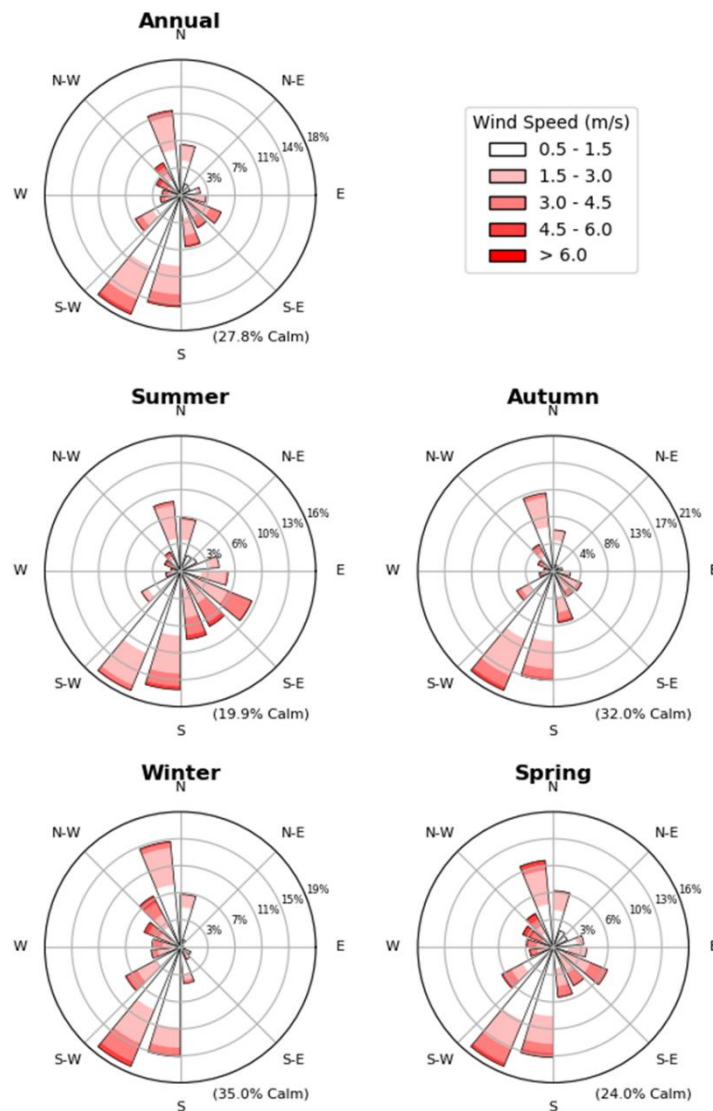 Annual
N
N-W
N-E
W
E
S-W
S-E
S
3%
7%
11%
14%
18%
(27.8% Calm)
Wind Speed (m/s)
0.5 - 1.5
1.5 - 3.0
3.0 - 4.5
4.5 - 6.0
> 6.0
Summer
N
N-W
N-E
W
E
S-W
S-E
S
3%
6%
10%
13%
16%
(19.9% Calm)
Autumn
N
N-W
N-E
W
E
S-W
S-E
S
4%
8%
13%
17%
21%
(32.0% Calm)
Winter
N
N-W
N-E
W
E
S-W
S-E
S
3%
7%
11%
15%
19%
(35.0% Calm)
Spring
N
N-W
N-E
W
E
S-W
S-E
S
3%
6%
10%
13%
16%
(24.0% Calm)